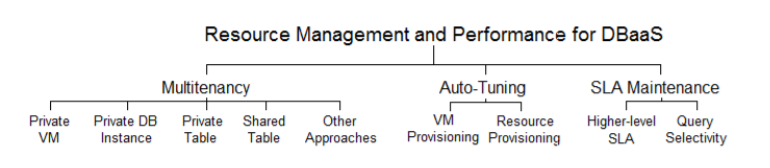 Resource Management and Performance for DBaaS
Multitenancy Auto-Tuning SLA Maintenance
Private Private DB Private Shared Other VM Resource Higher-level Query
VM Instance Table Table Approaches Provisioning Provisioning SLA Selectivity